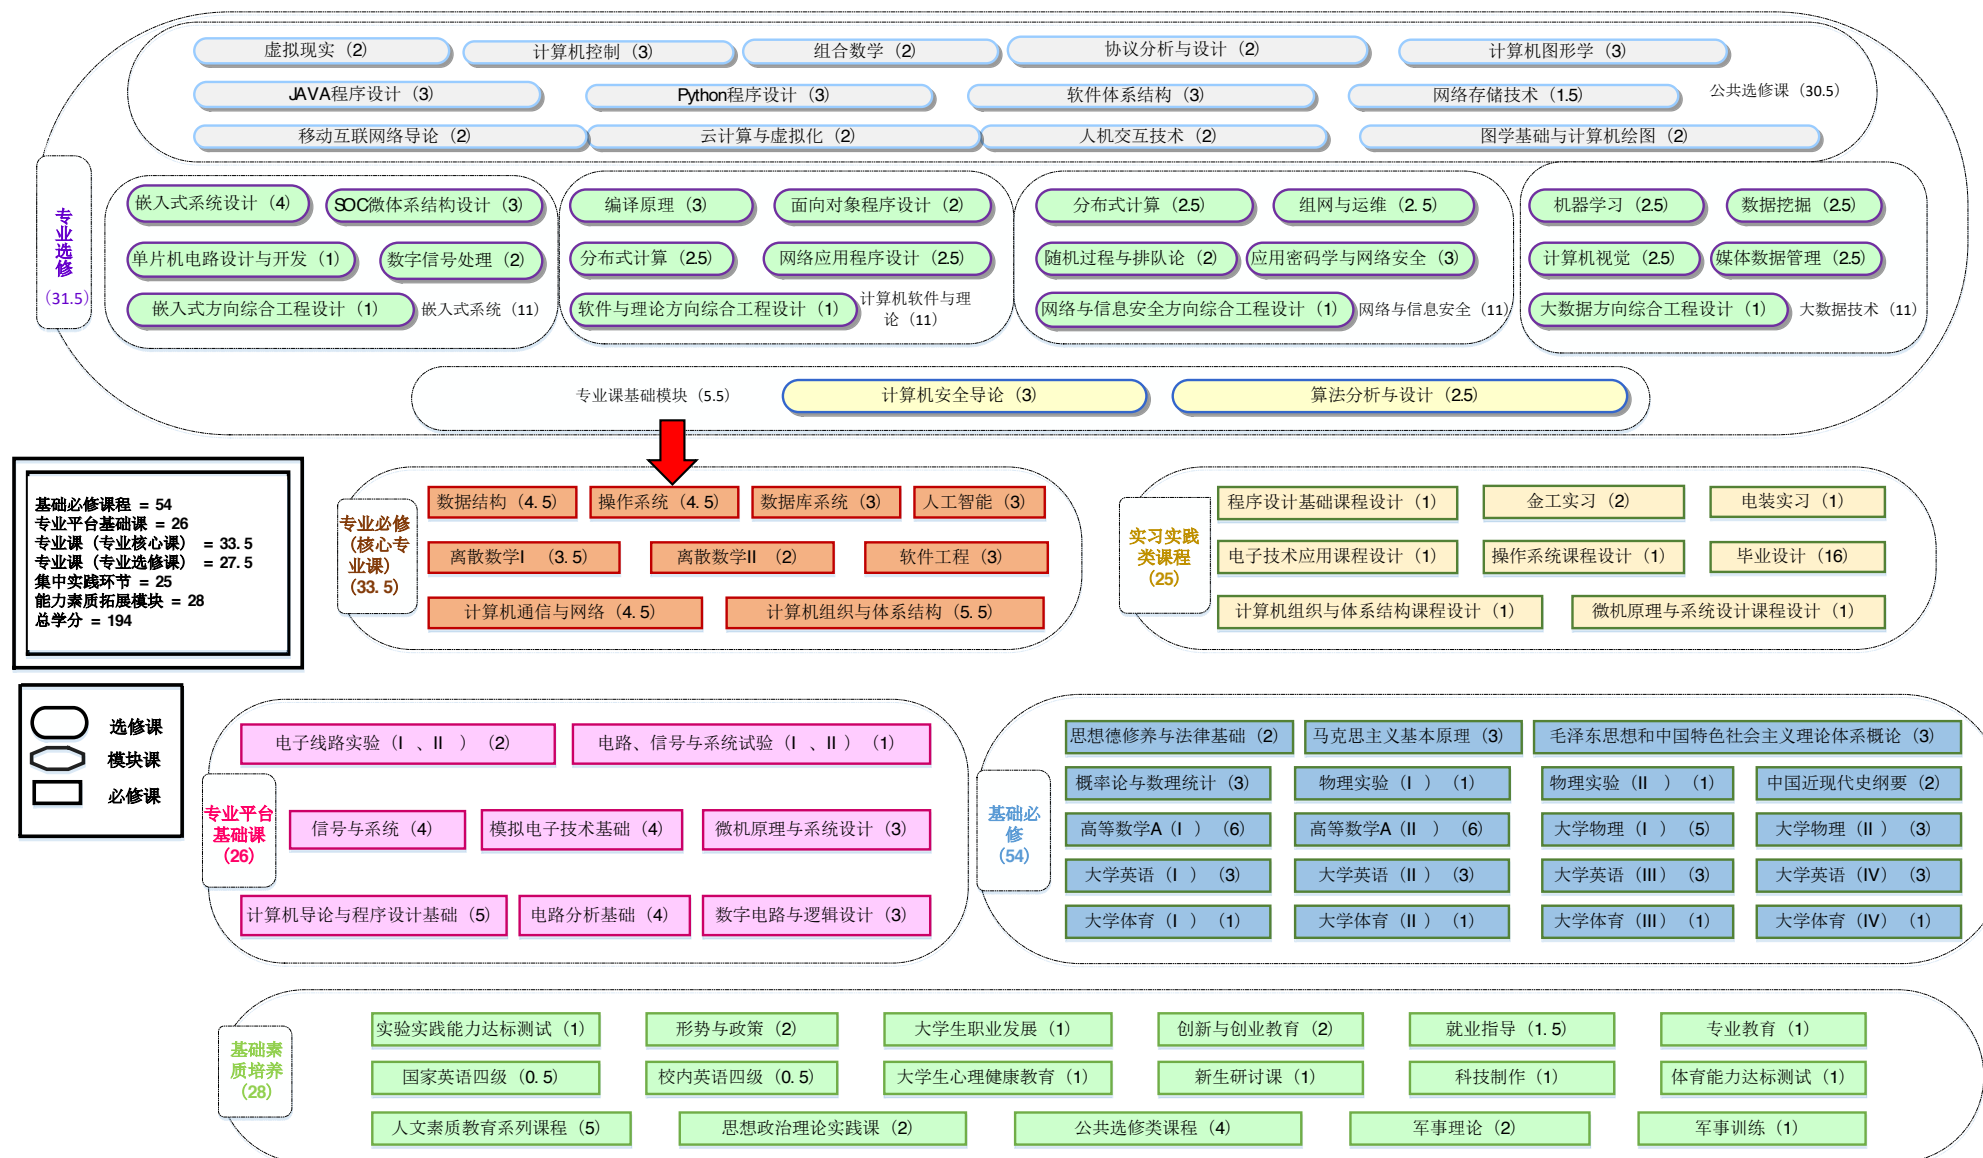 虚拟现实（2）
计算机控制（3）
组合数学（2）
协议分析与设计（2）
计算机图形学（3）
JAVA程序设计（3）
Python程序设计（3）
软件体系结构（3）
网络存储技术（1.5）
公共选修课（30.5）
移动互联网络导论（2）
云计算与虚拟化（2）
人机交互技术（2）
图学基础与计算机绘图（2）
专业选修
（31.5）
嵌入式系统设计（4）
SOC微体系结构设计（3）
单片机电路设计与开发（1）
数字信号处理（2）
嵌入式方向综合工程设计（1）
嵌入式系统（11）
编译原理（3）
面向对象程序设计（2）
分布式计算（2.5）
网络应用程序设计（2.5）
软件与理论方向综合工程设计（1）
计算机软件与理
论（11）
分布式计算（2.5）
组网与运维（2.5）
随机过程与排队论（2）
应用密码学与网络安全（3）
网络与信息安全方向综合工程设计（1）
网络与信息安全（11）
机器学习（2.5）
数据挖掘（2.5）
计算机视觉（2.5）
媒体数据管理（2.5）
大数据方向综合工程设计（1）
大数据技术（11）
专业课基础模块（5.5）
计算机安全导论（3）
算法分析与设计（2.5）
基础必修课程 = 54
专业平台基础课 = 26
专业课（专业核心课） = 33.5
专业课（专业选修课） = 27.5
集中实践环节 = 25
能力素质拓展模块 = 28
总学分 = 194
专业必修
（核心专
业课）
（33.5）
数据结构（4.5）
操作系统（4.5）
数据库系统（3）
人工智能（3）
离散数学I （3.5）
离散数学II （2）
软件工程（3）
计算机通信与网络（4.5）
计算机组织与体系结构（5.5）
实习实践
类课程
（25）
程序设计基础课程设计（1）
金工实习（2）
电装实习（1）
电子技术应用课程设计（1）
操作系统课程设计（1）
毕业设计（16）
计算机组织与体系结构课程设计（1）
微机原理与系统设计课程设计（1）
选修课
模块课
必修课
专业平台
基础课
（26）
电子线路实验（I 、II ）（2）
电路、信号与系统试验（I 、II ）（1）
信号与系统（4）
模拟电子技术基础（4）
微机原理与系统设计（3）
计算机导论与程序设计基础（5）
电路分析基础（4）
数字电路与逻辑设计（3）
基础必
修
（54）
思想德修养与法律基础（2）
马克思主义基本原理（3）
毛泽东思想和中国特色社会主义理论体系概论（3）
概率论与数理统计（3）
物理实验（I ）（1）
物理实验（II ）（1）
中国近现代史纲要（2）
高等数学A（I ）（6）
高等数学A（II ）（6）
大学物理（I ）（5）
大学物理（II ）（3）
大学英语（I ）（3）
大学英语（II ）（3）
大学英语（III）（3）
大学英语（IV）（3）
大学体育（I ）（1）
大学体育（II ）（1）
大学体育（III）（1）
大学体育（IV）（1）
基础素
质培养
（28）
实验实践能力达标测试（1）
形势与政策（2）
大学生职业发展（1）
创新与创业教育（2）
就业指导（1.5）
专业教育（1）
国家英语四级（0.5）
校内英语四级（0.5）
大学生心理健康教育（1）
新生研讨课（1）
科技制作（1）
体育能力达标测试（1）
人文素质教育系列课程（5）
思想政治理论实践课（2）
公共选修类课程（4）
军事理论（2）
军事训练（1）